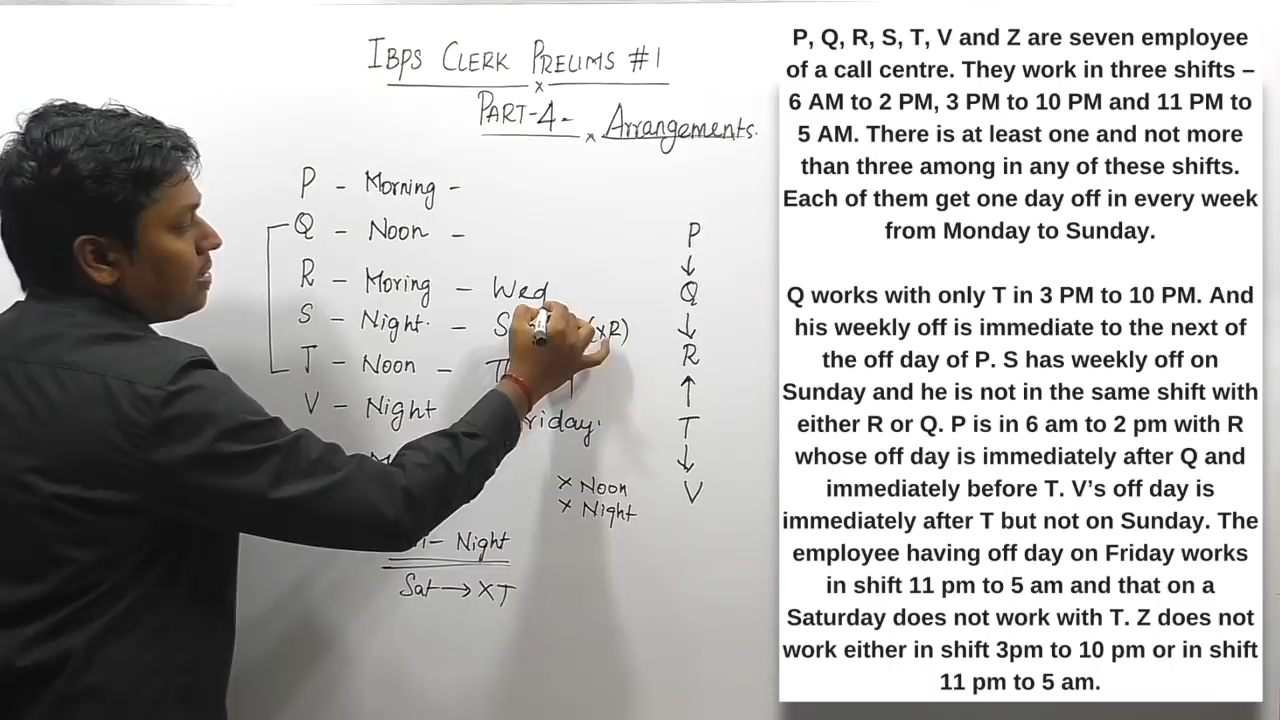 IBPS CLERK PRELIMS #1
x
PART-4-
x Arrangements.
P - Morning -
Q - Noon -
R - Moring - Wed
S - Night. - S (xR)
T - Noon - Th
V - Night riday.
x Noon
x Night
- Night
Sat → x T
P
↓
Q
↓
R
↑
T
↓
V
P, Q, R, S, T, V and Z are seven employee
of a call centre. They work in three shifts –
6 AM to 2 PM, 3 PM to 10 PM and 11 PM to
5 AM. There is at least one and not more
than three among in any of these shifts.
Each of them get one day off in every week
from Monday to Sunday.
Q works with only T in 3 PM to 10 PM. And
his weekly off is immediate to the next of
the off day of P. S has weekly off on
Sunday and he is not in the same shift with
either R or Q. P is in 6 am to 2 pm with R
whose off day is immediately after Q and
immediately before T. V’s off day is
immediately after T but not on Sunday. The
employee having off day on Friday works
in shift 11 pm to 5 am and that on a
Saturday does not work with T. Z does not
work either in shift 3pm to 10 pm or in shift
11 pm to 5 am.